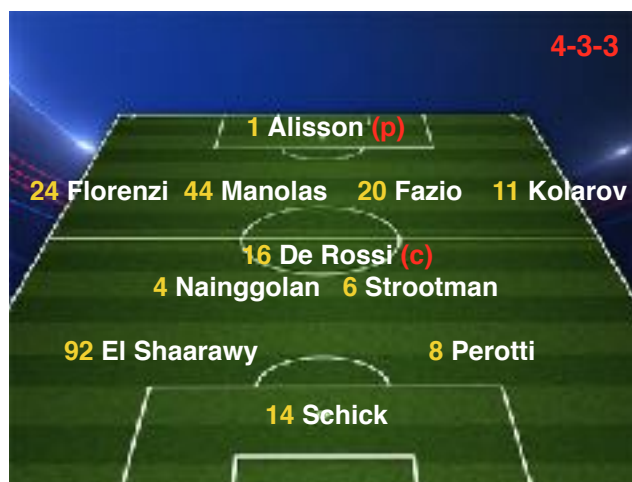 4-3-3
1 Alisson (p)
24 Florenzi 44 Manolas 20 Fazio 11 Kolarov
16 De Rossi (c)
4 Nainggolan 6 Strootman
92 El Shaarawy 8 Perotti
14 Schick